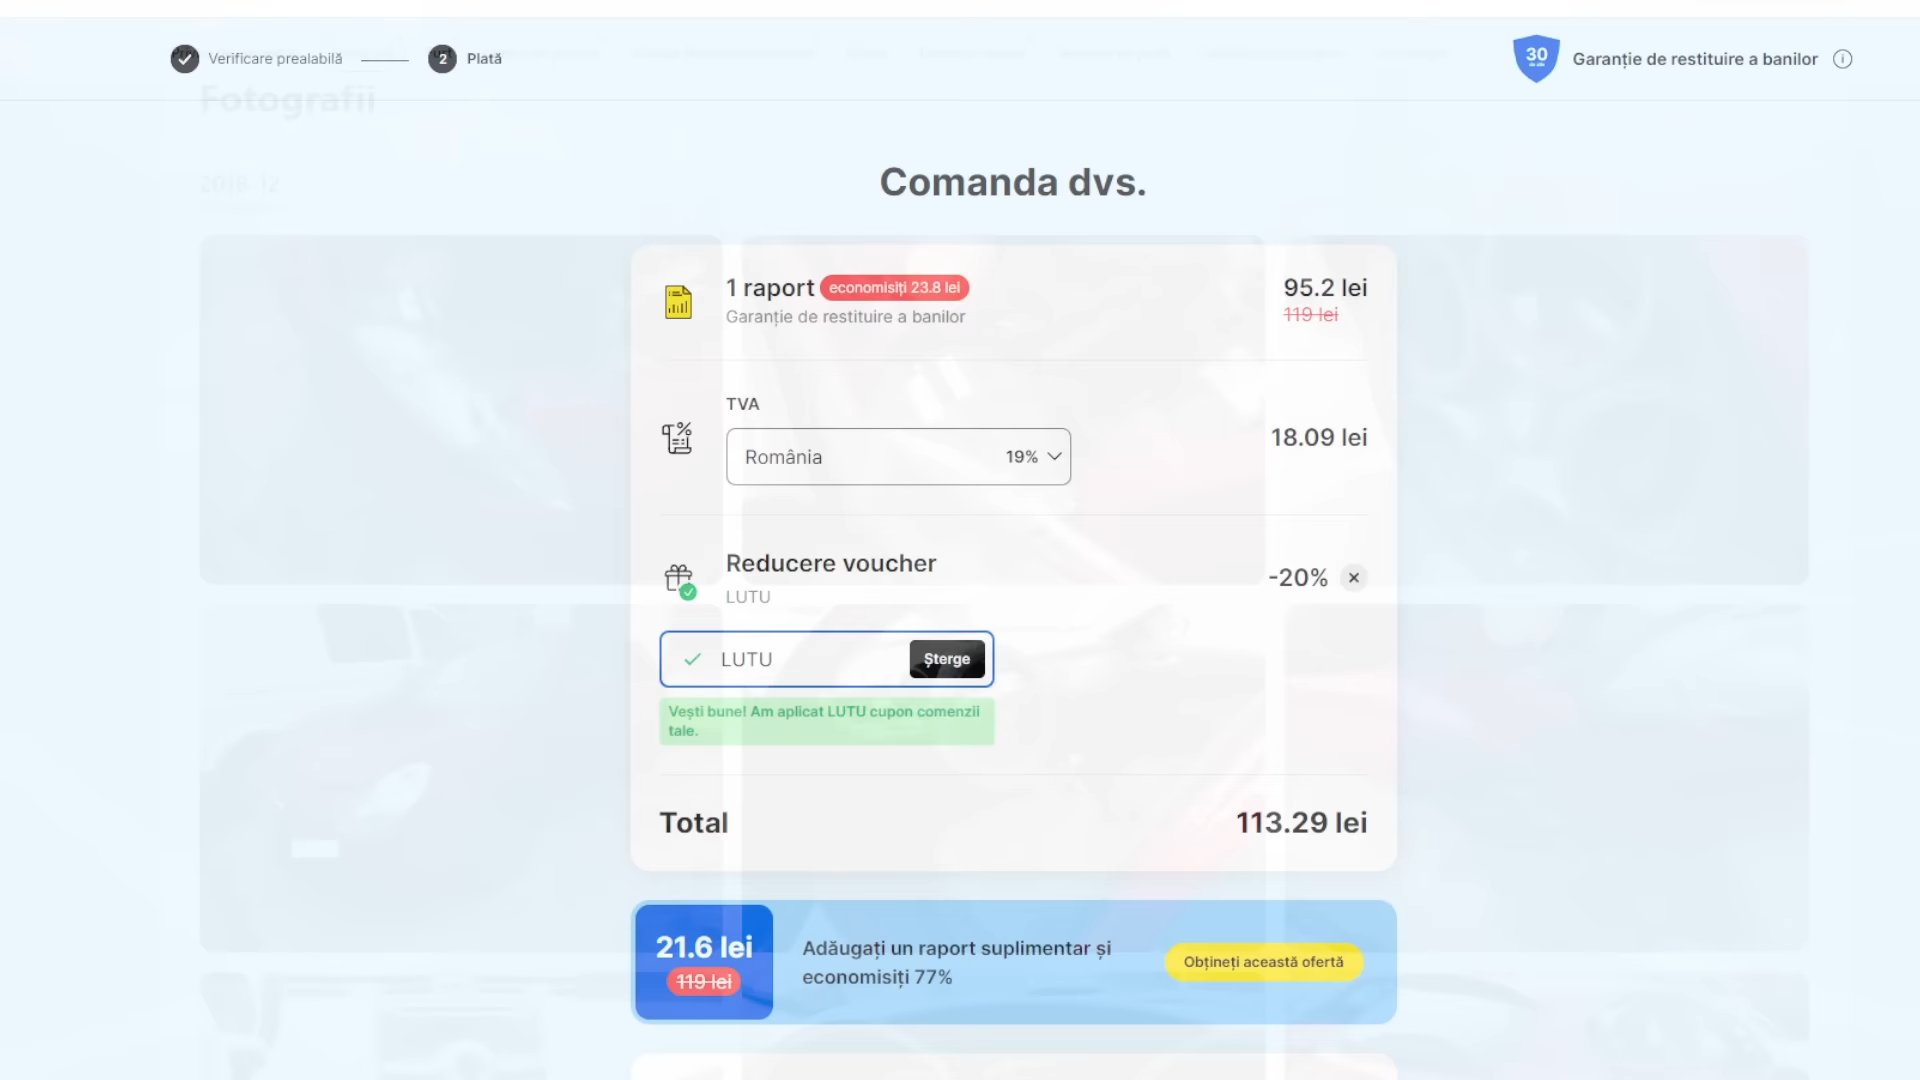 Verificare prealabilă
2
Plată
30
Garanție de restituire a banilor
Fotografii
2018. 12
Comanda dvs.
1 raport
economisiți 23.8 lei
95.2 lei
Garanție de restituire a banilor
119 lei
TVA
România
19%
18.09 lei
Reducere voucher
-20%
LUTU
LUTU
Șterge
Vești bune! Am aplicat LUTU cupon comenzii
tale.
Total
113.29 lei
21.6 lei
119 lei
Adăugați un raport suplimentar și
economisiți 77%
Obțineți această ofertă